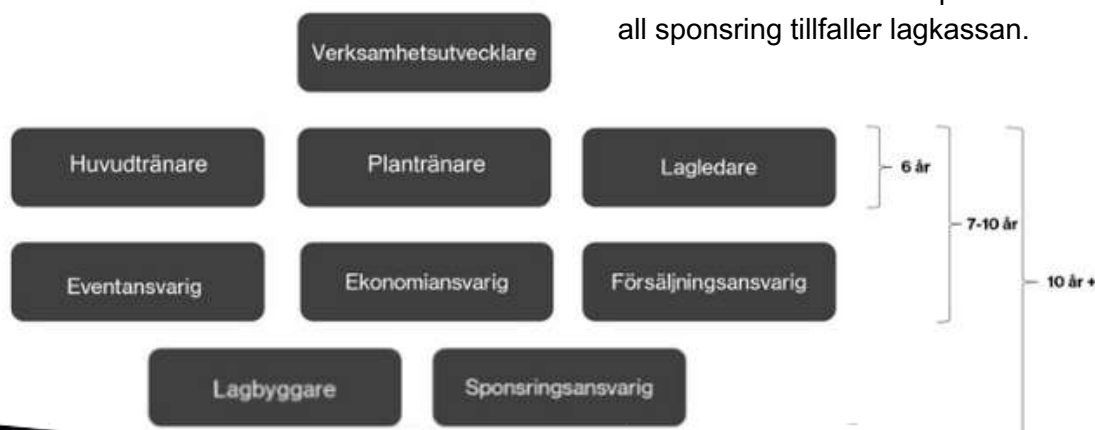 all sponsring tillfaller lagkassan.
Verksamhetsutvecklare
Huvudtränare
Plantränare
Lagledare
6 år
7-10 år
Eventansvarig
Ekonomiansvarig
Försäljningsansvarig
10 år +
Lagbyggare
Sponsringsansvarig